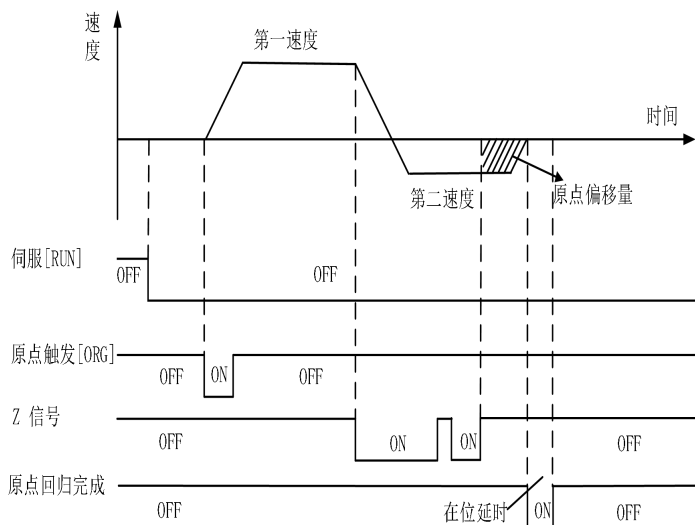 速
度
第一速度
时间
第二速度
原点偏移量
伺服[RUN]
OFF
OFF
原点触发[ORG]
OFF
ON
OFF
Z 信号
OFF
ON
ON
OFF
原点回归完成
OFF
在位延时
ON
OFF